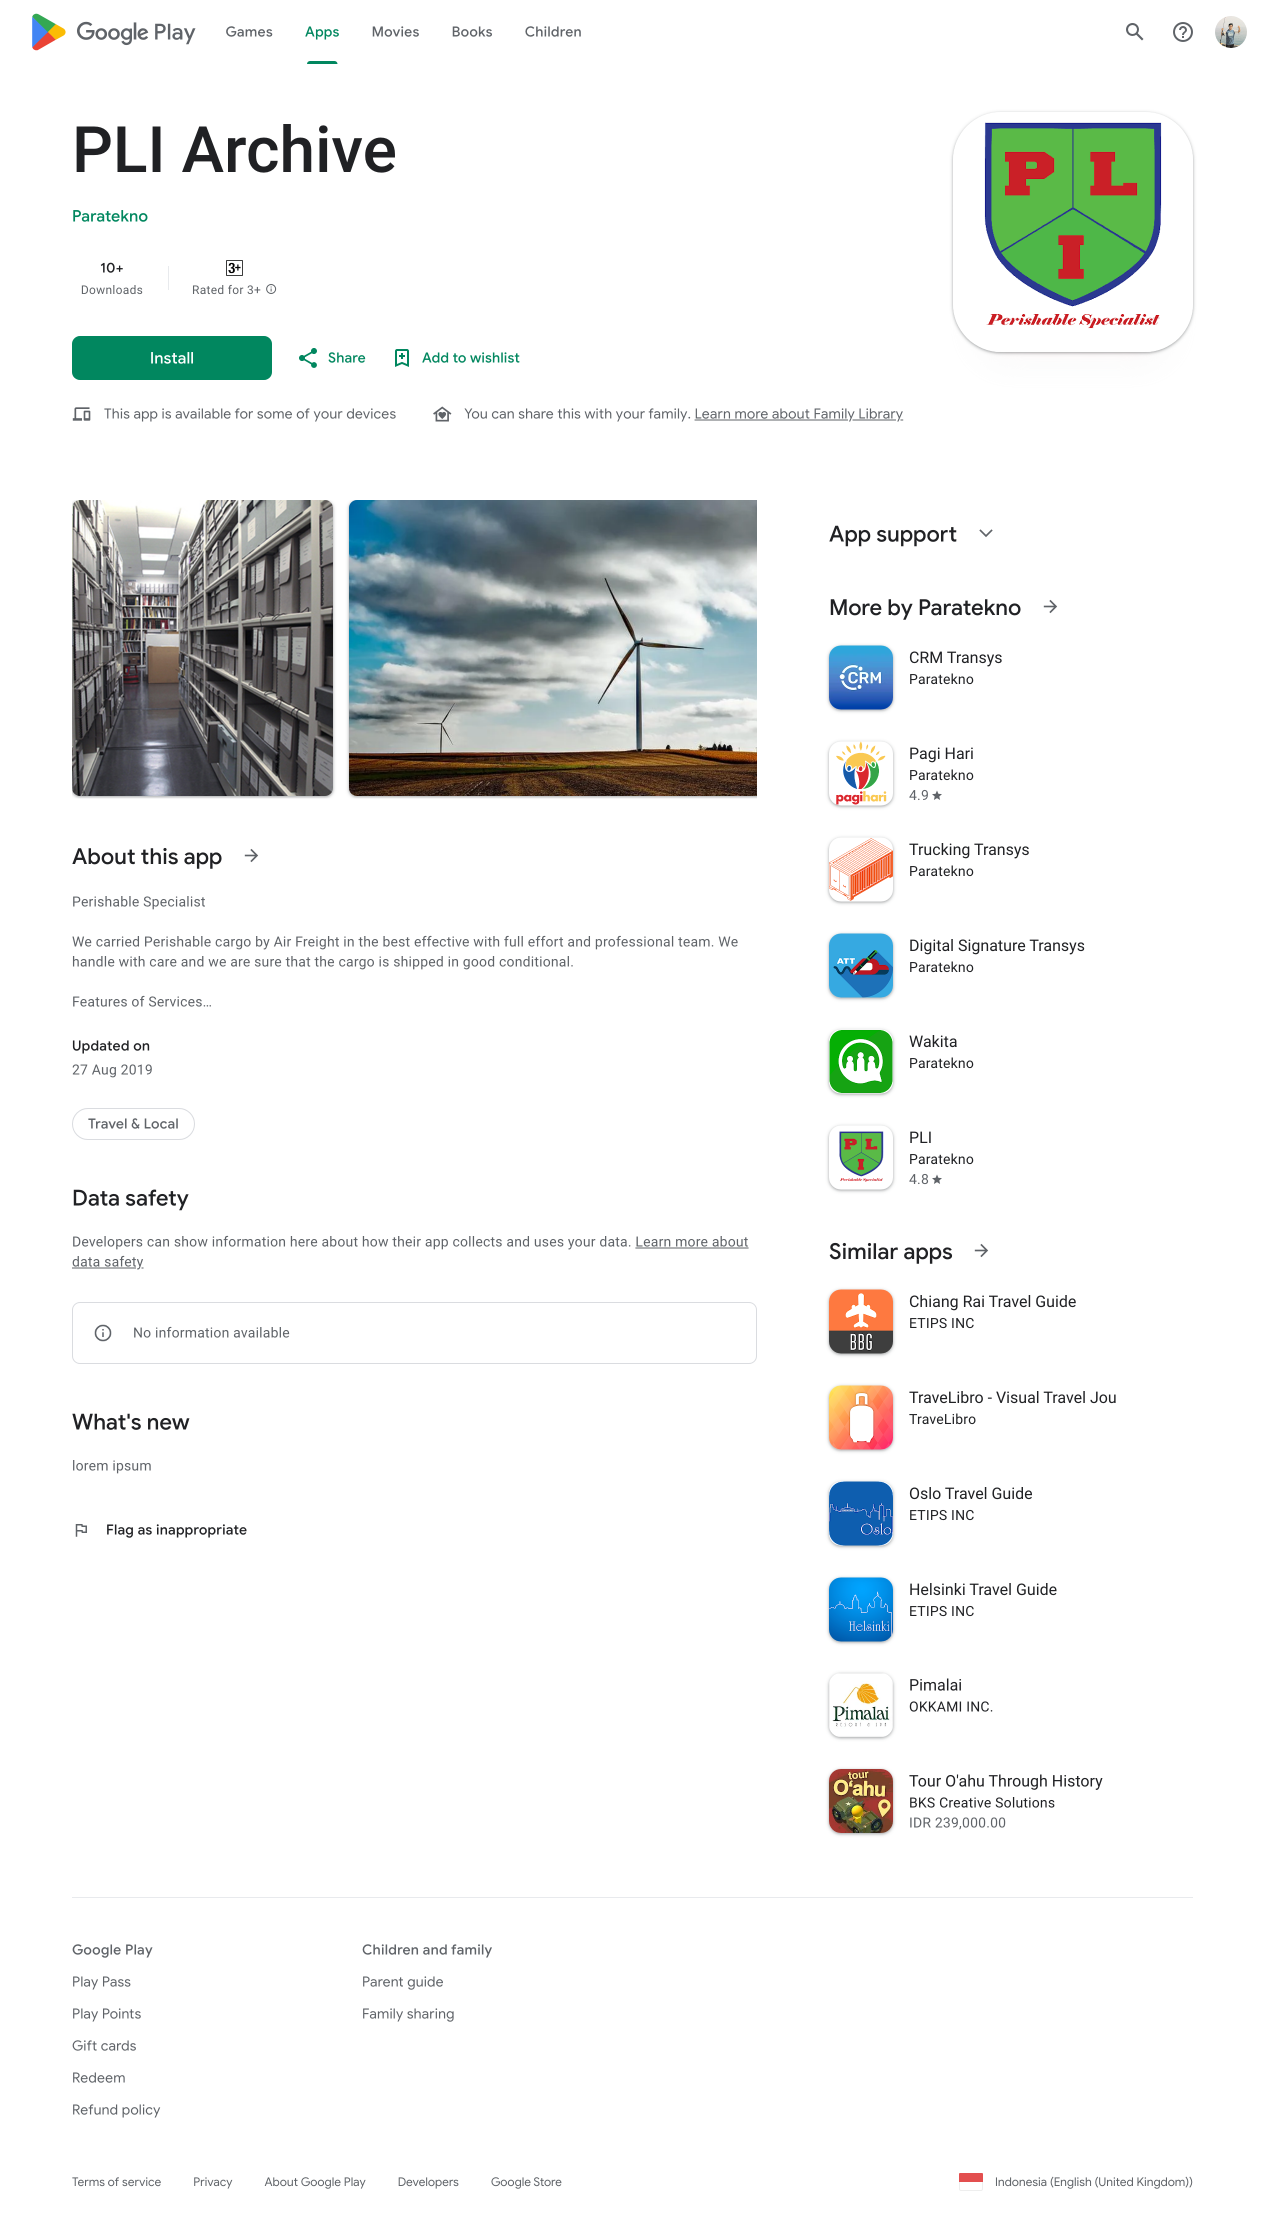 Google Play
Games
Apps
Movies
Books
Children
PLI Archive
Paratekno
10+
Downloads
3+
Rated for 3+
Install
Share
Add to wishlist
This app is available for some of your devices
You can share this with your family. Learn more about Family Library
P L
I
Perishable Specialist
About this app
Perishable Specialist
We carried Perishable cargo by Air Freight in the best effective with full effort and professional team. We
handle with care and we are sure that the cargo is shipped in good conditional.
Features of Services...
Updated on
27 Aug 2019
Travel & Local
Data safety
Developers can show information here about how their app collects and uses your data. Learn more about
data safety
No information available
What's new
lorem ipsum
Flag as inappropriate
App support
More by Paratekno
CRM
CRM Transys
Paratekno
pagihari
Pagi Hari
Paratekno
4.9
Trucking Transys
Paratekno
ATT
Digital Signature Transys
Paratekno
Wakita
Paratekno
P L
I
Perishable Specialist
PLI
Paratekno
4.8
Similar apps
BBG
Chiang Rai Travel Guide
ETIPS INC
TraveLibro - Visual Travel Jou
TraveLibro
Oslo
Oslo Travel Guide
ETIPS INC
Helsinki
Helsinki Travel Guide
ETIPS INC
Pimalai
RESORT & SPA
Pimalai
OKKAMI INC.
tour
O'ahu
Tour O'ahu Through History
BKS Creative Solutions
IDR 239,000.00
Google Play
Play Pass
Play Points
Gift cards
Redeem
Refund policy
Children and family
Parent guide
Family sharing
Terms of service
Privacy
About Google Play
Developers
Google Store
Indonesia (English (United Kingdom))